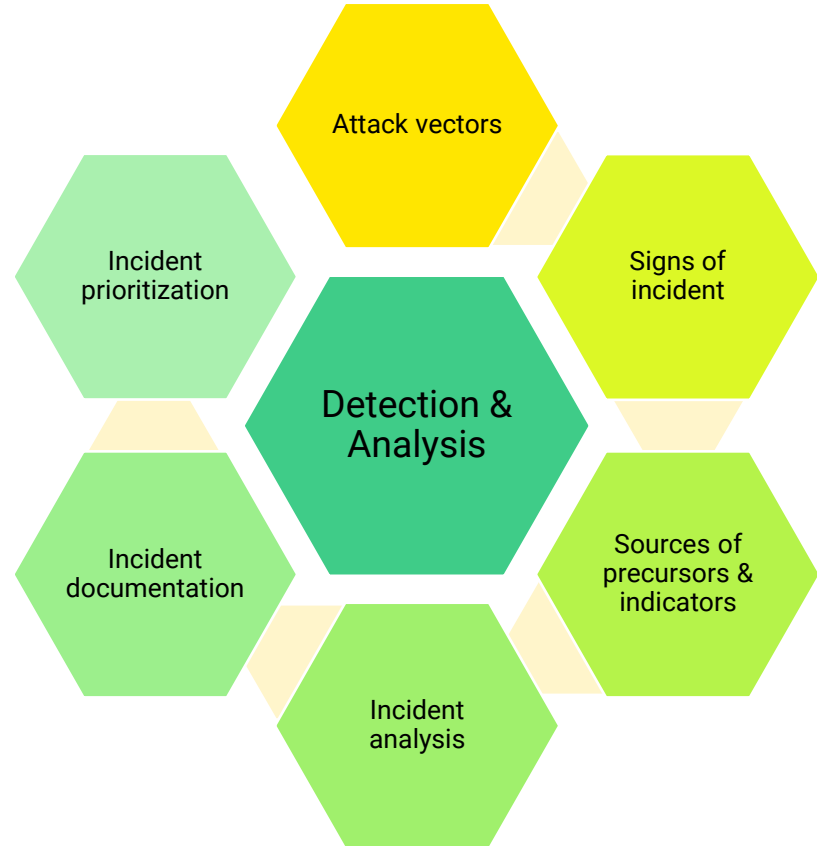 Attack vectors
Signs of
incident
Sources of
precursors &
indicators
Incident
analysis
Incident
documentation
Incident
prioritization
Detection &
Analysis